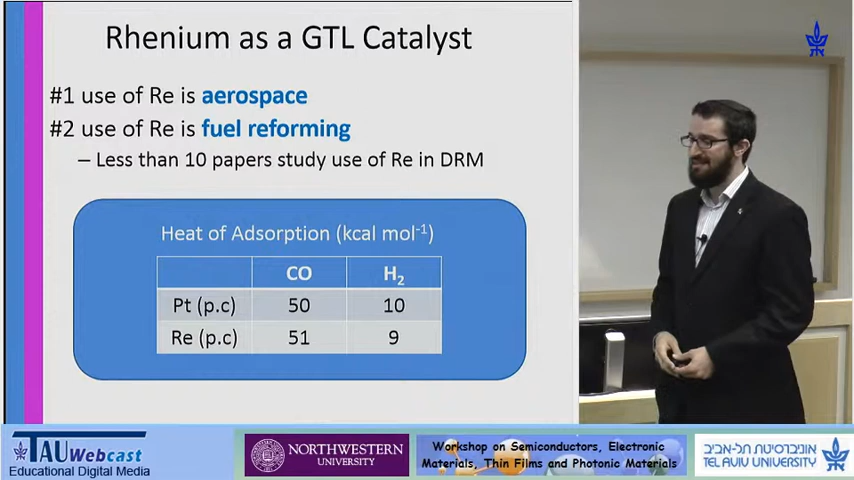 Rhenium as a GTL Catalyst
#1 use of Re is aerospace
#2 use of Re is fuel reforming
– Less than 10 papers study use of Re in DRM
Heat of Adsorption (kcal mol⁻¹)
CO H₂
Pt (p.c) 50 10
Re (p.c) 51 9
TAU Webcast
Educational Digital Media
NORTHWESTERN
UNIVERSITY
Workshop on Semiconductors, Electronic
Materials, Thin Films and Photonic Materials
אוניברסיטת תל-אביב
TEL AVIV UNIVERSITY